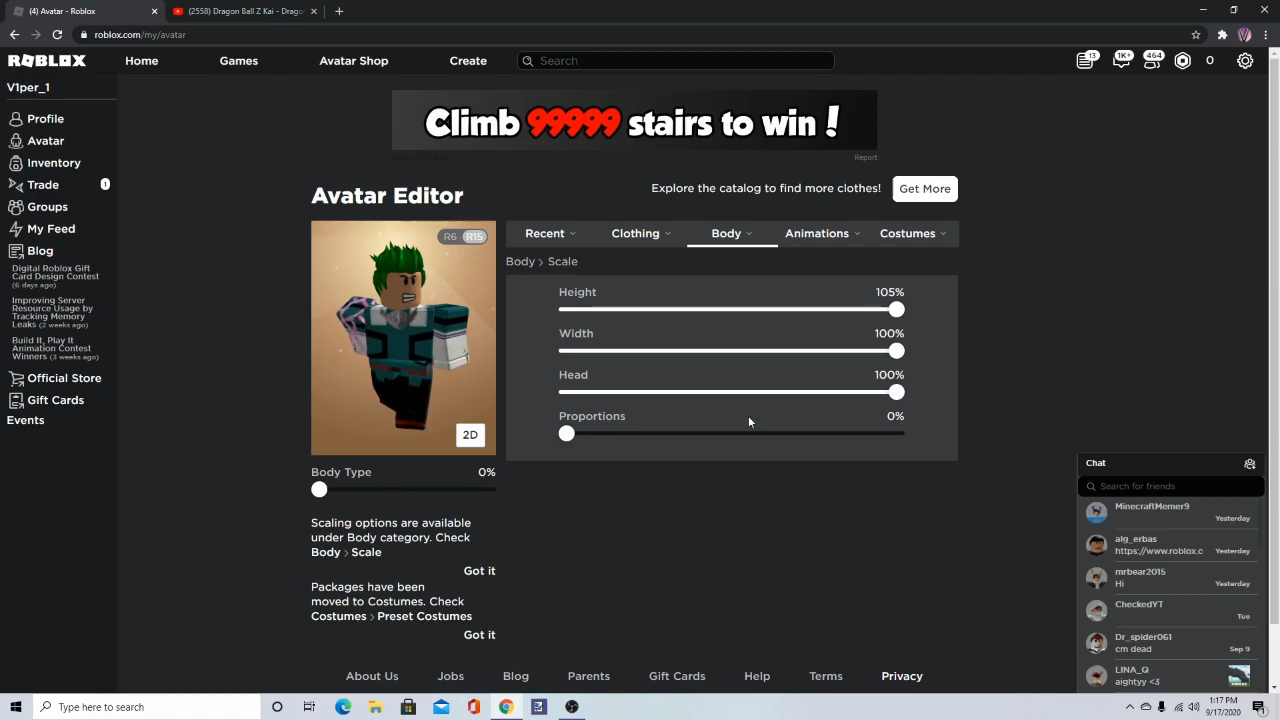 (4) Avatar - Roblox
(2558) Dragon Ball Z Kai - Drago
roblox.com/my/avatar
ROBLOX Home Games Avatar Shop Create Search 13 1K+ 464 0
V1per_1
Profile
Avatar
Inventory
Trade 1
Groups
My Feed
Blog
Digital Roblox Gift
Card Design Contest
(6 days ago)
Improving Server
Resource Usage by
Tracking Memory
Leaks (2 weeks ago)
Build It, Play It
Animation Contest
Winners (3 weeks ago)
Official Store
Gift Cards
Events
Climb 99999 stairs to win!
Report
Avatar Editor
Explore the catalog to find more clothes! Get More
R6 R15
2D
Body Type 0%
Scaling options are available
under Body category. Check
Body > Scale
Got it
Packages have been
moved to Costumes. Check
Costumes > Preset Costumes
Got it
Recent Clothing Body Animations Costumes
Body > Scale
Height 105%
Width 100%
Head 100%
Proportions 0%
Chat
Search for friends
MinecraftMemer9
Yesterday
alg_erbas
https://www.roblox.c Yesterday
mrbear2015
Hi Yesterday
CheckedYT
Tue
Dr_spider061
cm dead Sep 9
LINA_Q
aightyy <3
About Us Jobs Blog Parents Gift Cards Help Terms Privacy
Type here to search
1:17 PM
9/17/2020
1